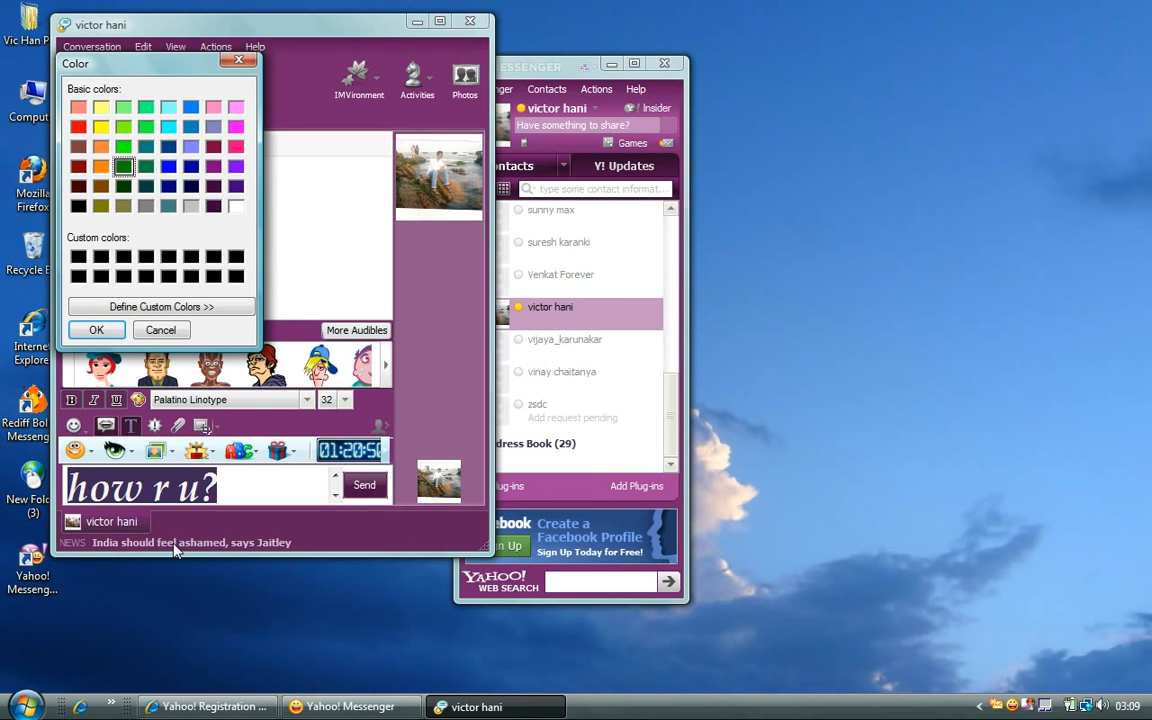 Vic Han P
Comput
Mozilla
Firefox
Recycle B
Internet
Explore
Rediff Bol
Messenger
New Fol
(3)
Yahoo!
Messeng...
victor hani
Conversation Edit View Actions Help
Color
Basic colors:
Custom colors:
Define Custom Colors >>
OK Cancel
IMVironment Activities Photos
More Audibles
B I U Palatino Linotype 32
T
01:20:50
how r u?
Send
victor hani
NEWS India should feel ashamed, says Jaitley
SSENGER
nger Contacts Actions Help
victor hani Y! Insider
Have something to share?
Games
ontacts Y! Updates
type some contact informat...
sunny max
suresh karanki
Venkat Forever
victor hani
vijaya_karunakar
vinay chaitanya
zsdc
Add request pending
dress Book (29)
ug-ins Add Plug-ins
ebook Create a
Facebook Profile
n Up Sign Up Today for Free!
YAHOO!
WEB SEARCH
Yahoo! Registration ... Yahoo! Messenger victor hani
03:09